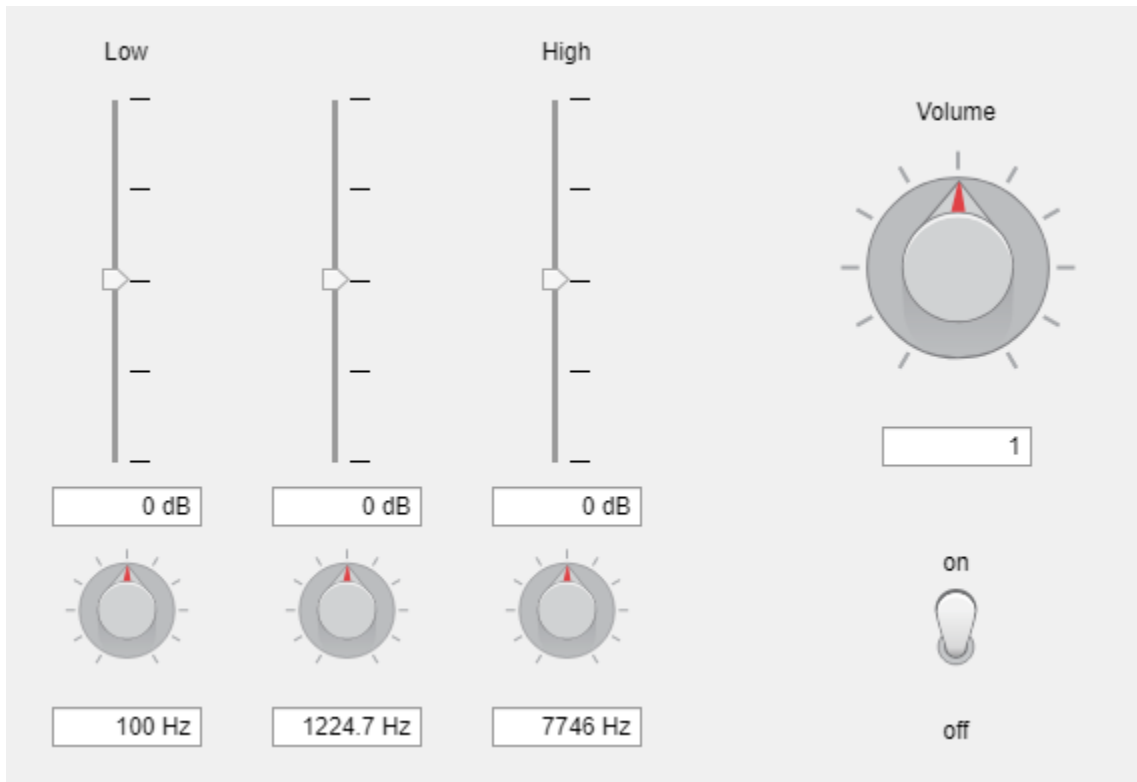 Low
High
Volume
1
0 dB
0 dB
0 dB
on
100 Hz
1224.7 Hz
7746 Hz
off